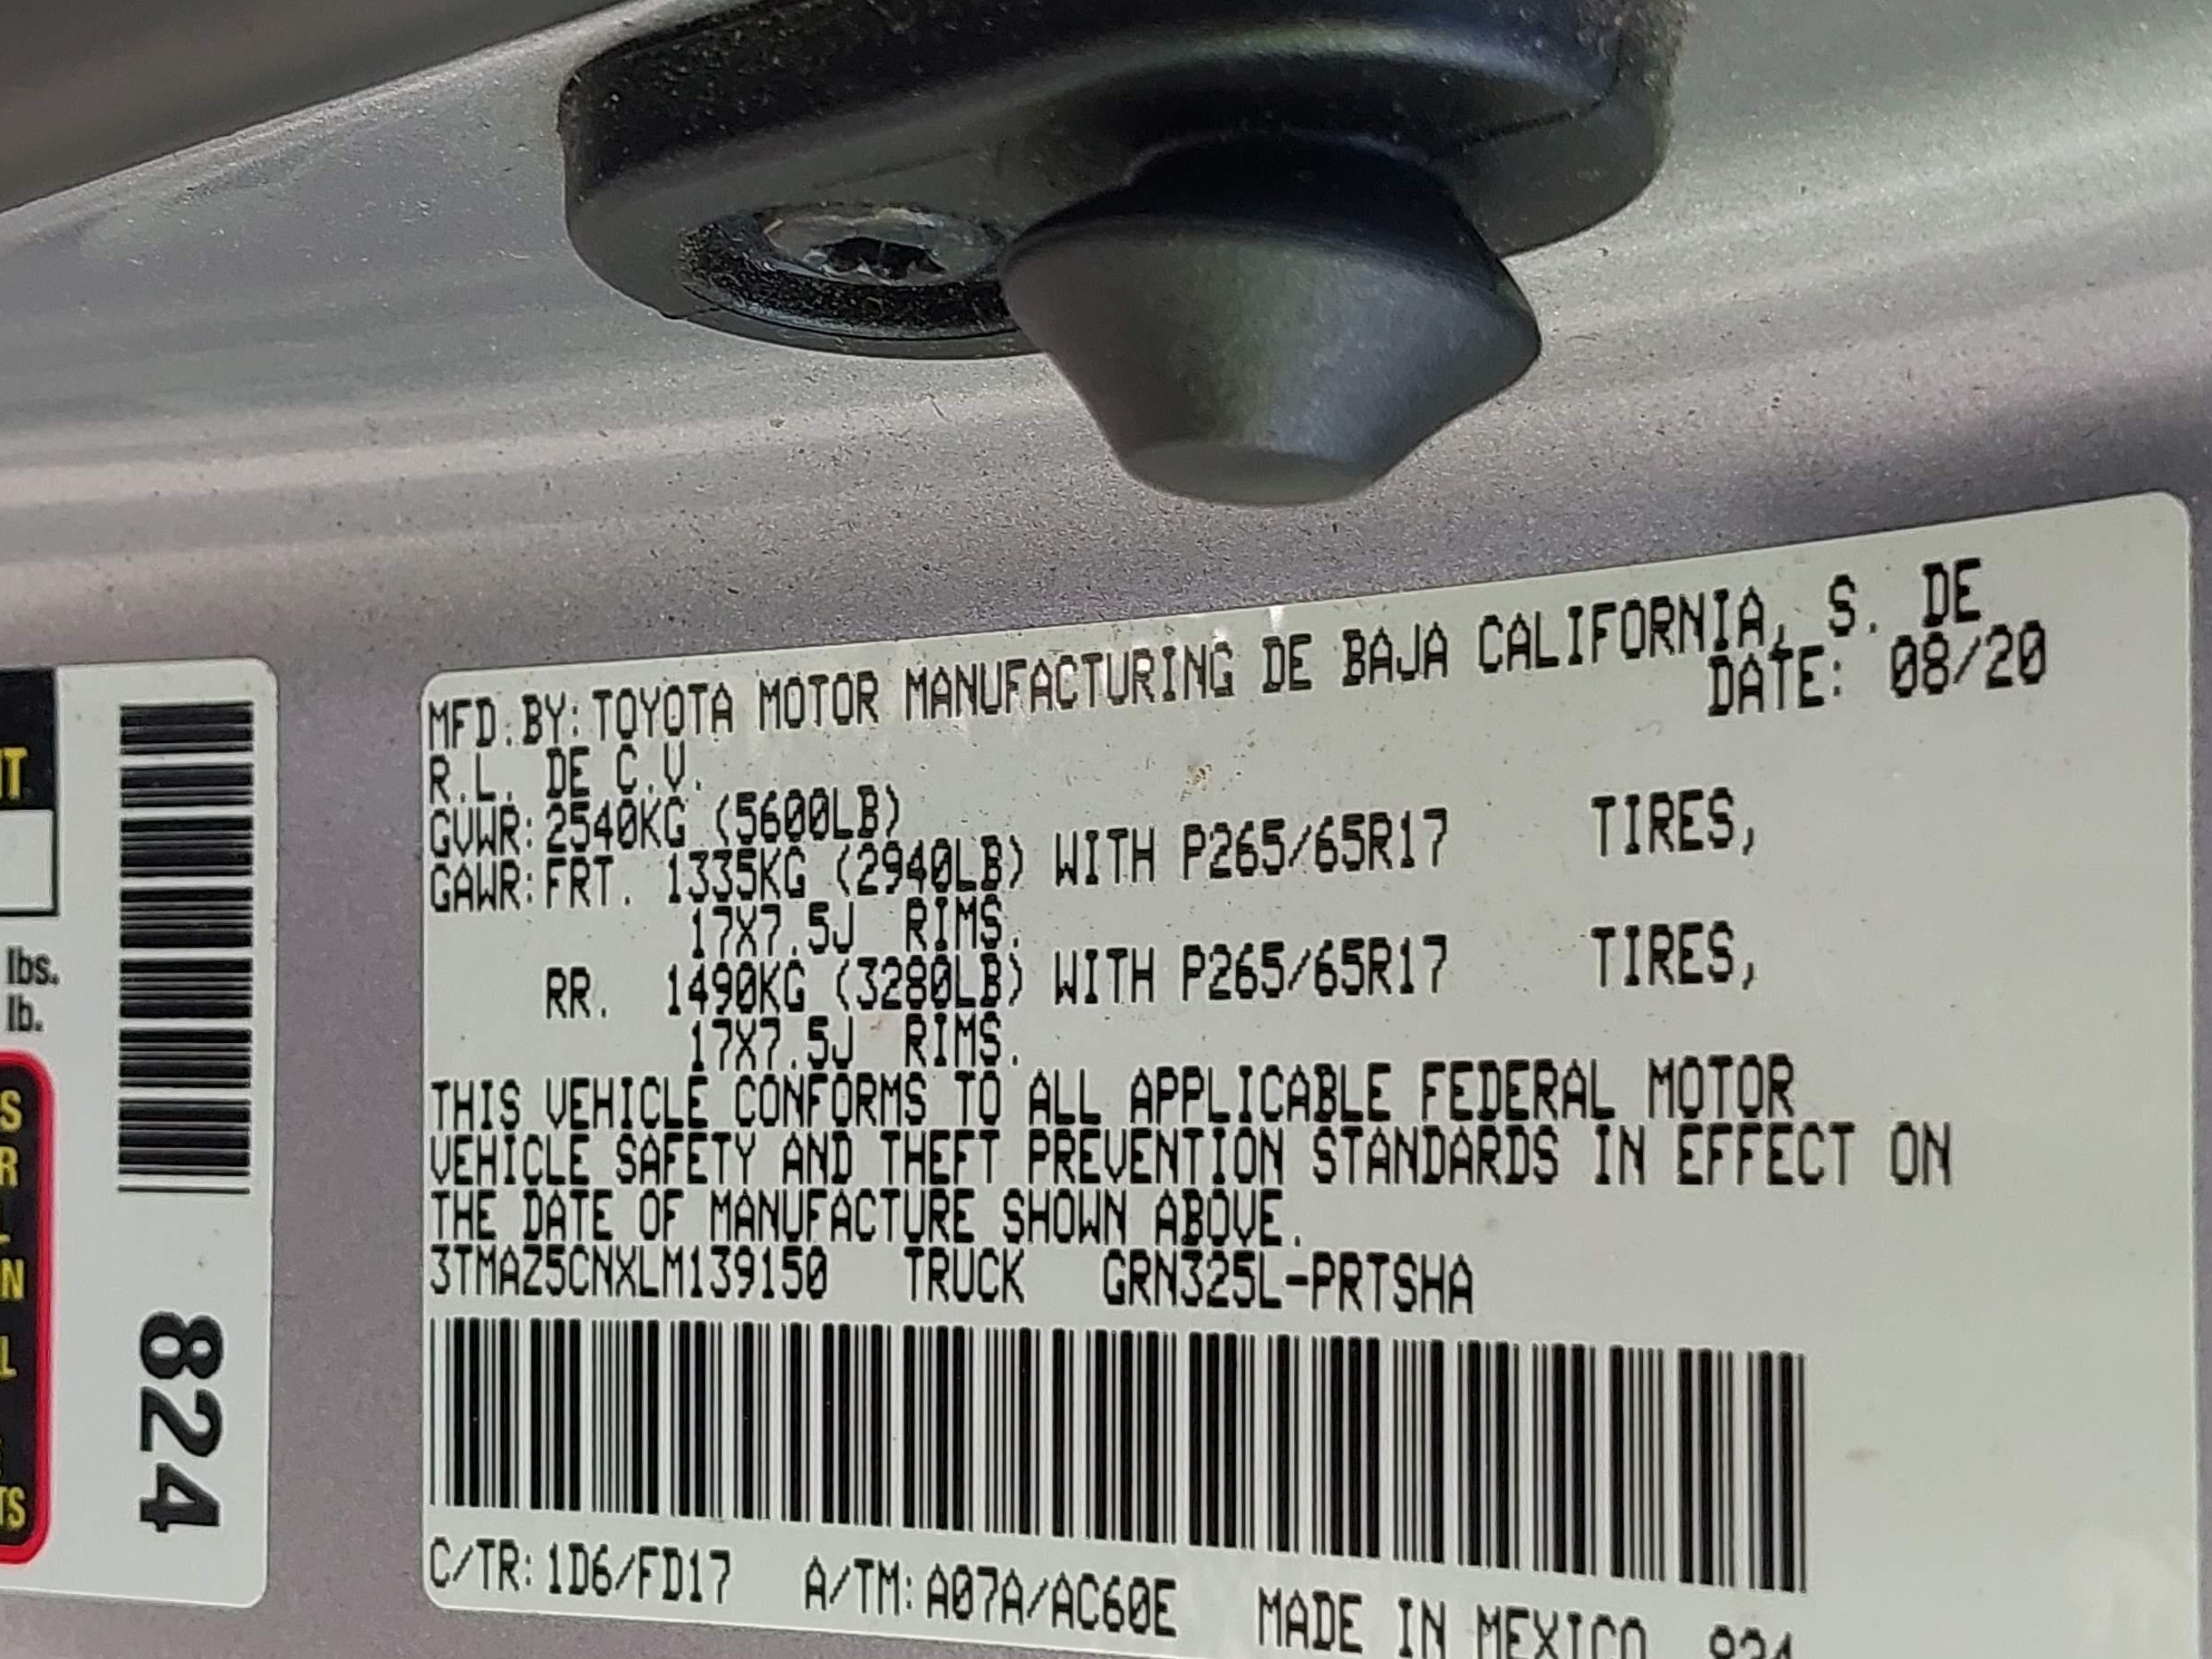 MFD.BY:TOYOTA MOTOR MANUFACTURING DE BAJA CALIFORNIA, S. DE
R.L. DE C.V. DATE: 08/20
GVWR:2540KG (5600LB)
GAWR:FRT. 1335KG (2940LB) WITH P265/65R17 TIRES,
17X7.5J RIMS.
RR. 1490KG (3280LB) WITH P265/65R17 TIRES,
17X7.5J RIMS.
THIS VEHICLE CONFORMS TO ALL APPLICABLE FEDERAL MOTOR
VEHICLE SAFETY AND THEFT PREVENTION STANDARDS IN EFFECT ON
THE DATE OF MANUFACTURE SHOWN ABOVE.
3TMAZ5CNXLM139150 TRUCK GRN325L-PRTSHA
C/TR:1D6/FD17 A/TM:A07A/AC60E MADE IN MEXICO 824
lbs.
lb.
824